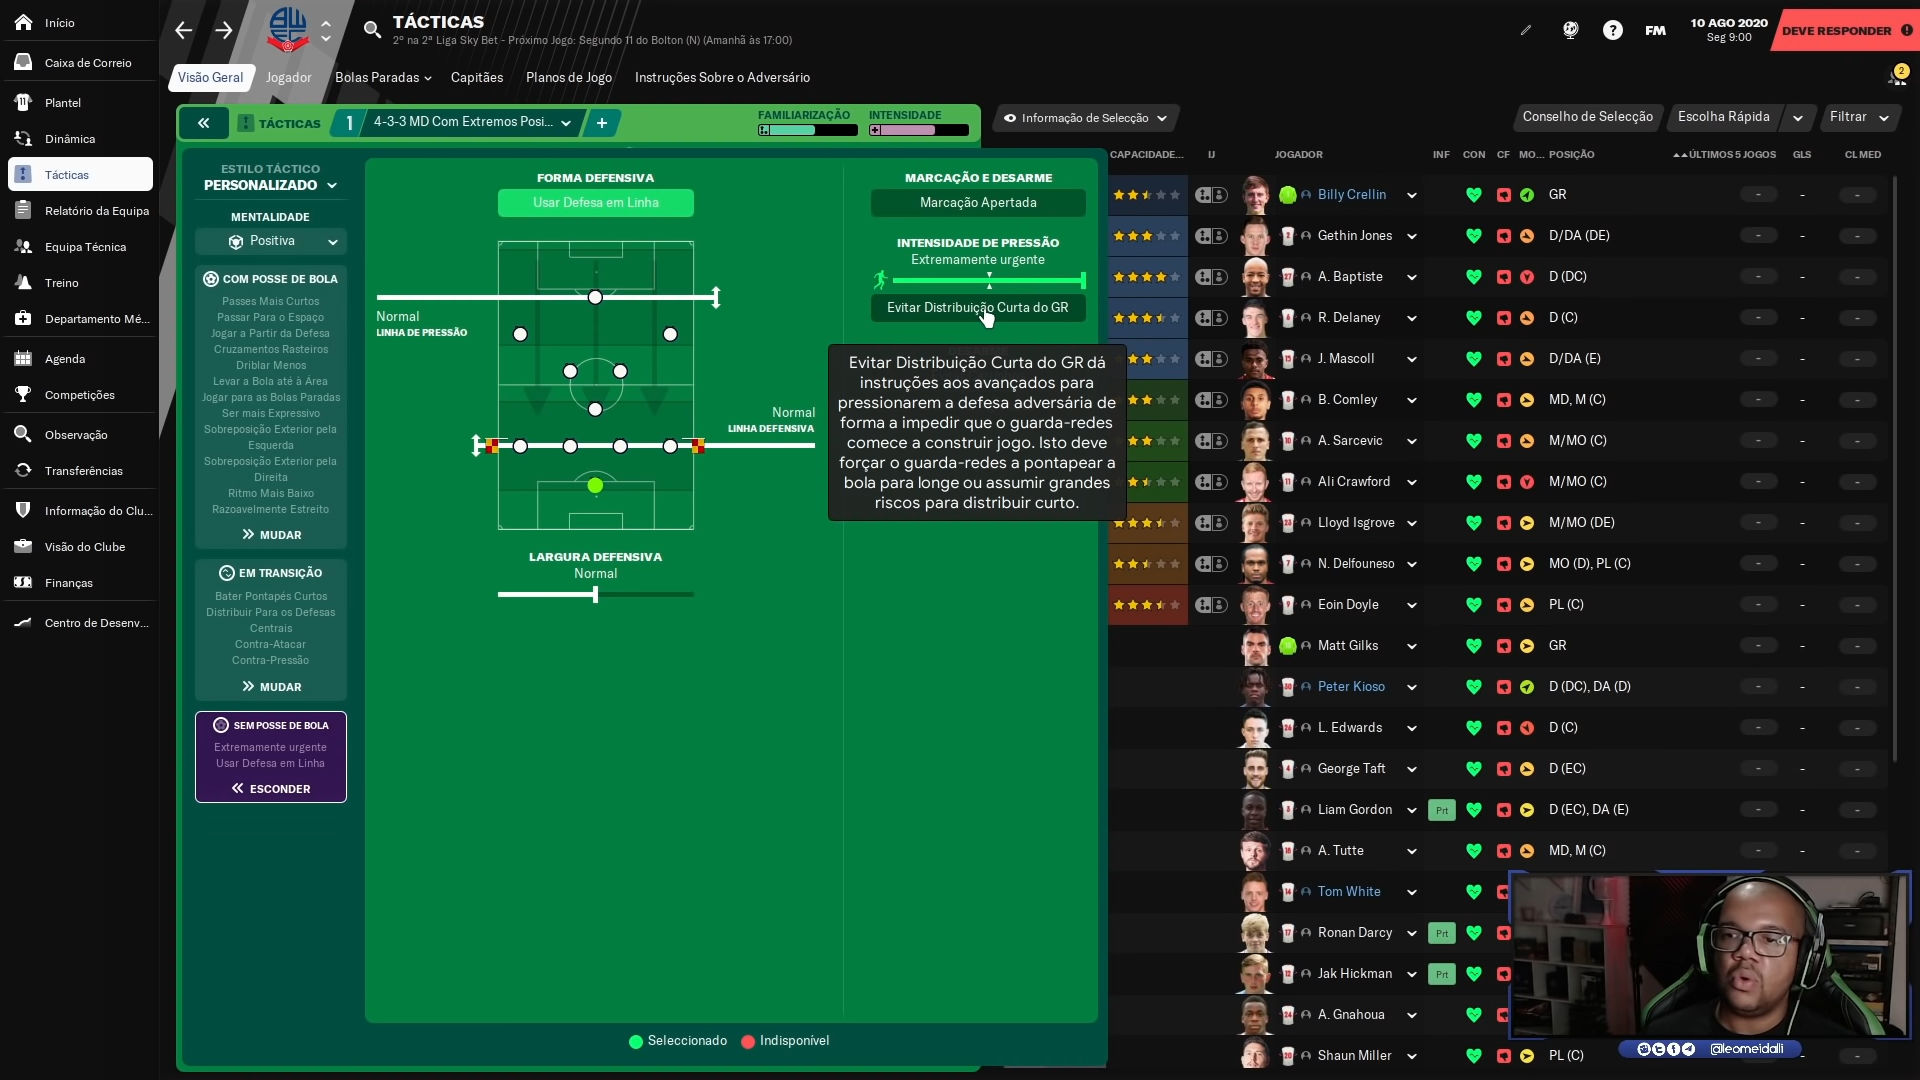 Início
Caixa de Correio
Plantel
Dinâmica
Tácticas
Relatório da Equipa
Equipa Técnica
Treino
Departamento Mé...
Agenda
Competições
Observação
Transferências
Informação do Clu...
Visão do Clube
Finanças
Centro de Desenv...
TÁCTICAS
2º na 2ª Liga Sky Bet - Próximo Jogo: Segundo 11 do Bolton (N) (Amanhã às 17:00)
FM
10 AGO 2020
Seg 9:00
DEVE RESPONDER
2
Visão Geral
Jogador
Bolas Paradas
Capitães
Planos de Jogo
Instruções Sobre o Adversário
TÁCTICAS
1
4-3-3 MD Com Extremos Posi...
FAMILIARIZAÇÃO
INTENSIDADE
Informação de Selecção
Conselho de Selecção
Escolha Rápida
Filtrar
ESTILO TÁCTICO
PERSONALIZADO
MENTALIDADE
Positiva
COM POSSE DE BOLA
Passes Mais Curtos
Passar Para o Espaço
Jogar a Partir da Defesa
Cruzamentos Rasteiros
Driblar Menos
Levar a Bola até à Área
Jogar para as Bolas Paradas
Ser mais Expressivo
Sobreposição Exterior pela
Esquerda
Sobreposição Exterior pela
Direita
Ritmo Mais Baixo
Razoavelmente Estreito
MUDAR
EM TRANSIÇÃO
Bater Pontapés Curtos
Distribuir Para os Defesas
Centrais
Contra-Atacar
Contra-Pressão
MUDAR
SEM POSSE DE BOLA
Extremamente urgente
Usar Defesa em Linha
ESCONDER
FORMA DEFENSIVA
Usar Defesa em Linha
Normal
LINHA DE PRESSÃO
Normal
LINHA DEFENSIVA
LARGURA DEFENSIVA
Normal
MARCAÇÃO E DESARME
Marcação Apertada
INTENSIDADE DE PRESSÃO
Extremamente urgente
Evitar Distribuição Curta do GR
Evitar Distribuição Curta do GR dá
instruções aos avançados para
pressionarem a defesa adversária de
forma a impedir que o guarda-redes
comece a construir jogo. Isto deve
forçar o guarda-redes a pontapear a
bola para longe ou assumir grandes
riscos para distribuir curto.
Seleccionado
Indisponível
CAPACIDADE... IJ JOGADOR INF CON CF MO... POSIÇÃO ÚLTIMOS 5 JOGOS GLS CL MED
Billy Crellin GR - - -
Gethin Jones D/DA (DE) - - -
A. Baptiste D (DC) - - -
R. Delaney D (C) - - -
J. Mascoll D/DA (E) - - -
B. Comley MD, M (C) - - -
A. Sarcevic M/MO (C) - - -
Ali Crawford M/MO (C) - - -
Lloyd Isgrove M/MO (DE) - - -
N. Delfouneso MO (D), PL (C) - - -
Eoin Doyle PL (C) - - -
Matt Gilks GR - - -
Peter Kioso D (DC), DA (D) - - -
L. Edwards D (C) - - -
George Taft D (EC) - - -
Liam Gordon Prt D (EC), DA (E) - - -
A. Tutte MD, M (C) - - -
Tom White
Ronan Darcy Prt
Jak Hickman Prt
A. Gnahoua
Shaun Miller PL (C) - - -
@leomeidalli